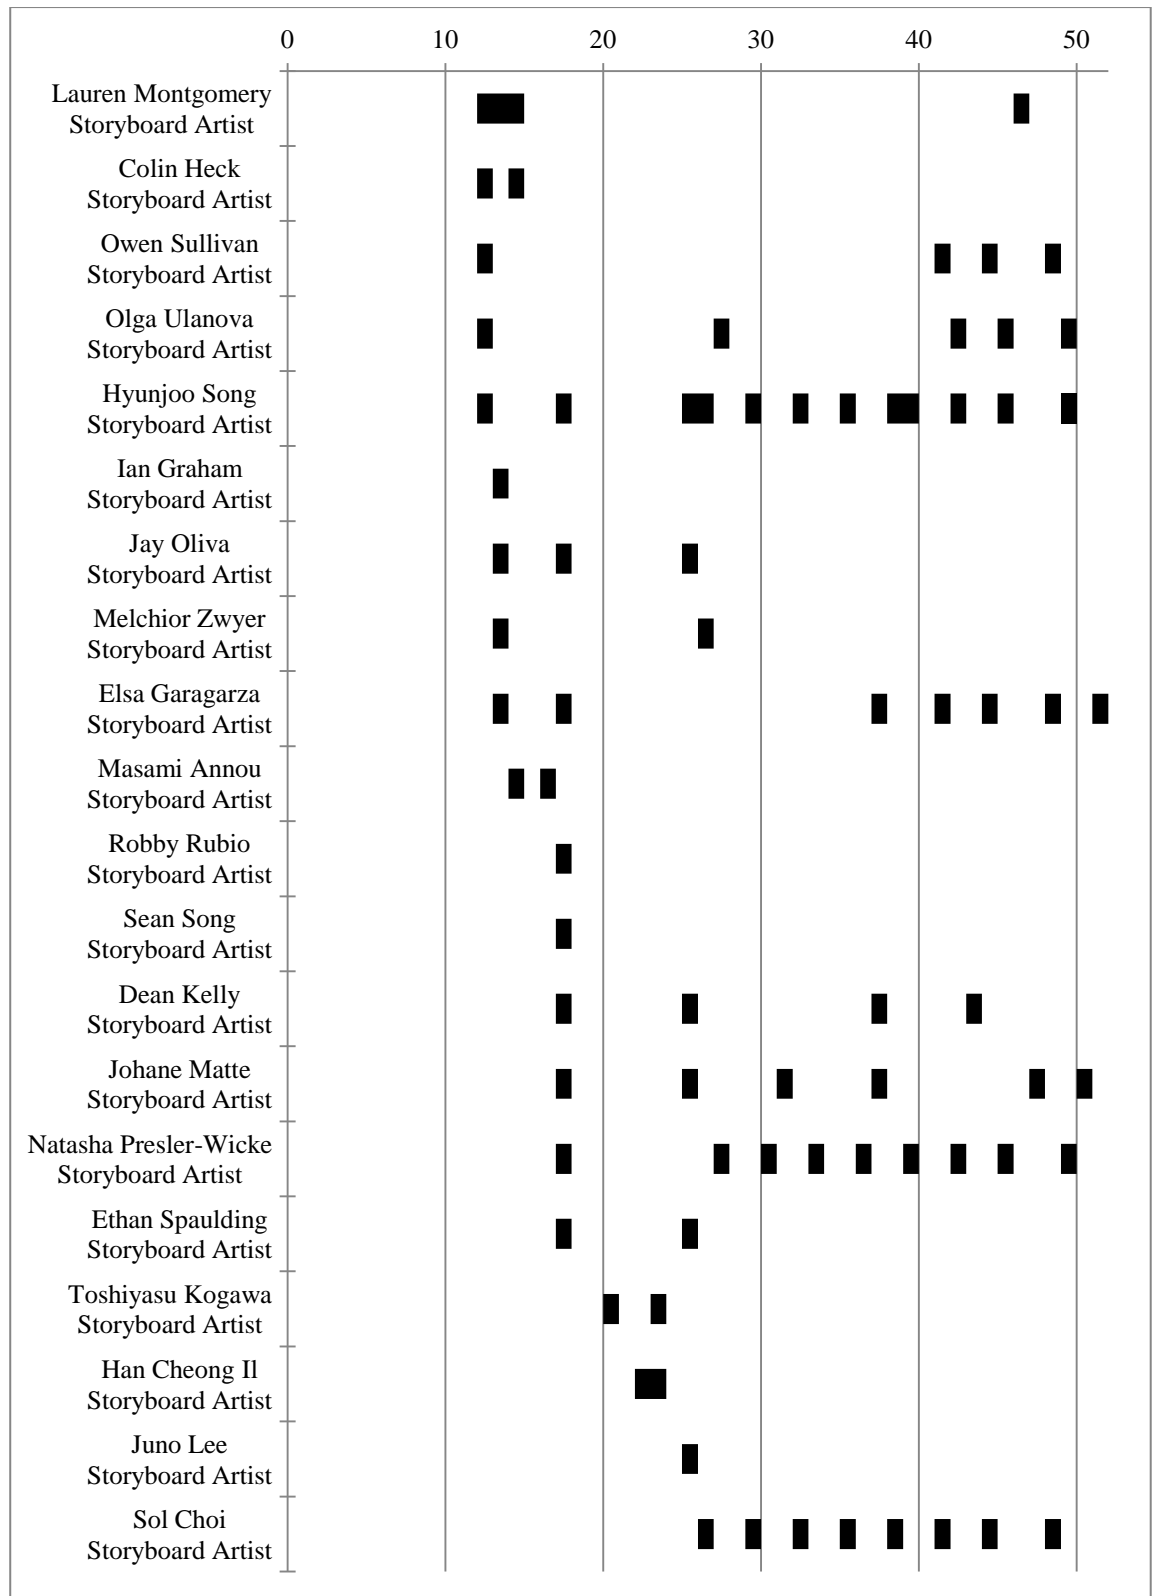 0 10 20 30 40 50
Lauren Montgomery
Storyboard Artist
Colin Heck
Storyboard Artist
Owen Sullivan
Storyboard Artist
Olga Ulanova
Storyboard Artist
Hyunjoo Song
Storyboard Artist
Ian Graham
Storyboard Artist
Jay Oliva
Storyboard Artist
Melchior Zwyer
Storyboard Artist
Elsa Garagarza
Storyboard Artist
Masami Annou
Storyboard Artist
Robby Rubio
Storyboard Artist
Sean Song
Storyboard Artist
Dean Kelly
Storyboard Artist
Johane Matte
Storyboard Artist
Natasha Presler-Wicke
Storyboard Artist
Ethan Spaulding
Storyboard Artist
Toshiyasu Kogawa
Storyboard Artist
Han Cheong Il
Storyboard Artist
Juno Lee
Storyboard Artist
Sol Choi
Storyboard Artist